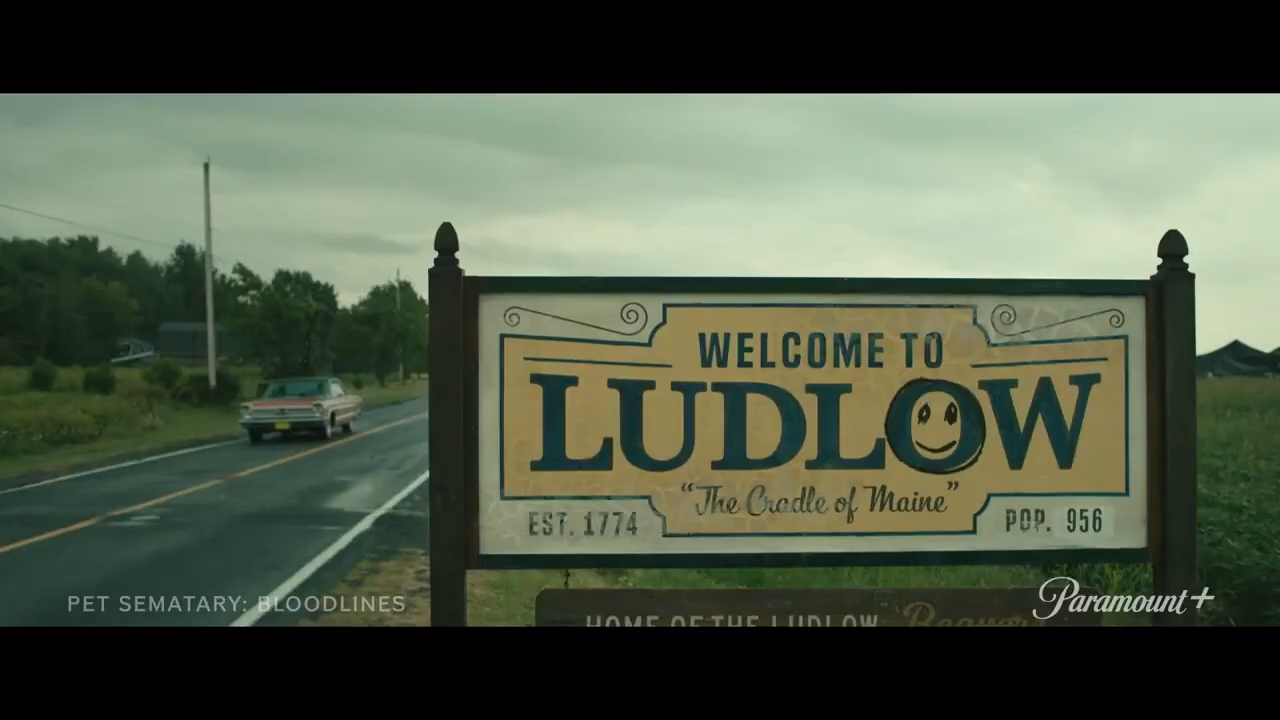 WELCOME TO
LUDLOW
“The Cradle of Maine”
EST. 1774
POP. 956
HOME OF THE LUDLOW Beavers
PET SEMATARY: BLOODLINES
Paramount+